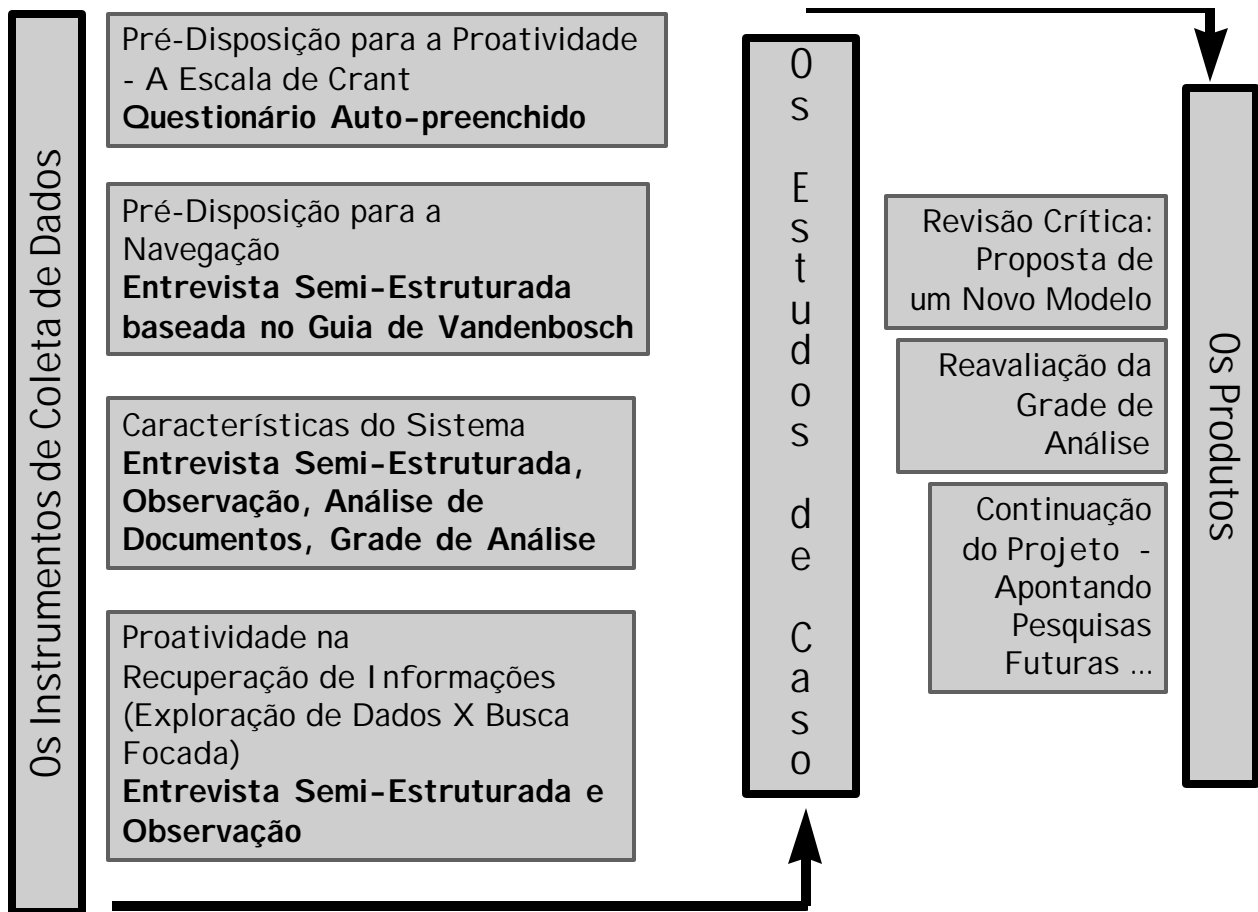 Os Instrumentos de Coleta de Dados
Pré-Disposição para a Proatividade
- A Escala de Crant
Questionário Auto-preenchido
Pré-Disposição para a
Navegação
Entrevista Semi-Estruturada
baseada no Guia de Vandenbosch
Características do Sistema
Entrevista Semi-Estruturada,
Observação, Análise de
Documentos, Grade de Análise
Proatividade na
Recuperação de Informações
(Exploração de Dados X Busca
Focada)
Entrevista Semi-Estruturada e
Observação
Os Estudos de Caso
Revisão Crítica:
Proposta de
um Novo Modelo
Reavaliação da
Grade de
Análise
Continuação
do Projeto -
Apontando
Pesquisas
Futuras ...
Os Produtos